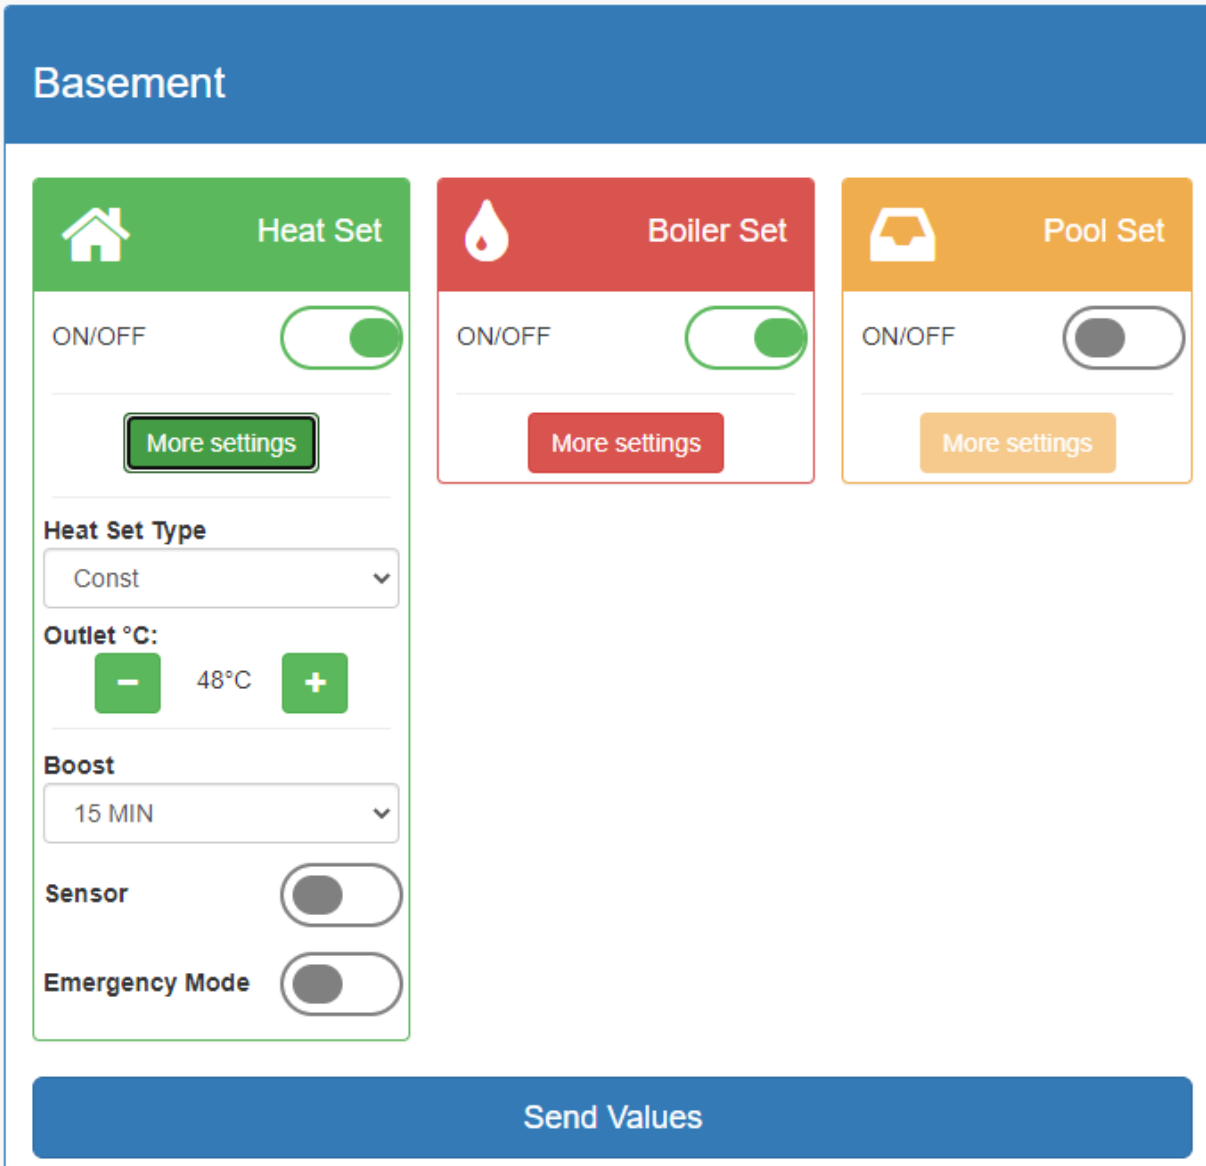 Basement
Heat Set
ON/OFF
More settings
Heat Set Type
Const
Outlet °C:
48°C
Boost
15 MIN
Sensor
Emergency Mode
Boiler Set
ON/OFF
More settings
Pool Set
ON/OFF
More settings
Send Values